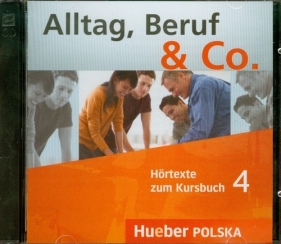 Alltag, Beruf
& Co.
Hörtexte
zum Kursbuch 4
Hueber POLSKA